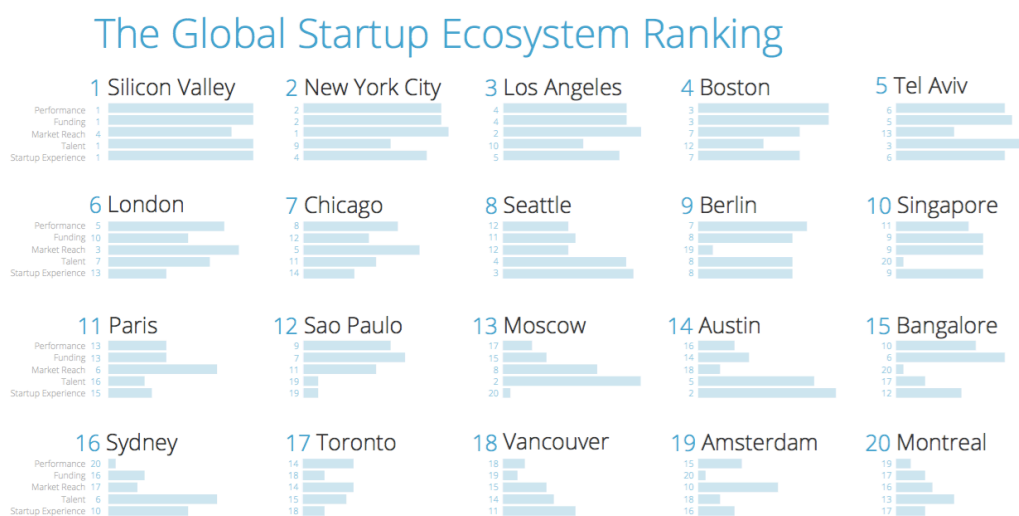 The Global Startup Ecosystem Ranking
1 Silicon Valley 2 New York City 3 Los Angeles 4 Boston 5 Tel Aviv
Performance 1 2 4 3 6
Funding 1 2 4 3 5
Market Reach 4 1 2 7 13
Talent 1 9 10 12 3
Startup Experience 1 4 5 7 6
6 London 7 Chicago 8 Seattle 9 Berlin 10 Singapore
Performance 5 8 12 7 11
Funding 10 12 11 8 9
Market Reach 3 5 12 19 9
Talent 7 11 4 8 20
Startup Experience 13 14 3 8 9
11 Paris 12 Sao Paulo 13 Moscow 14 Austin 15 Bangalore
Performance 13 9 17 16 10
Funding 13 7 15 14 6
Market Reach 6 11 8 18 20
Talent 16 19 2 5 17
Startup Experience 15 19 20 2 12
16 Sydney 17 Toronto 18 Vancouver 19 Amsterdam 20 Montreal
Performance 20 14 18 15 19
Funding 16 18 19 20 17
Market Reach 17 14 15 10 16
Talent 6 15 14 18 13
Startup Experience 10 18 11 16 17